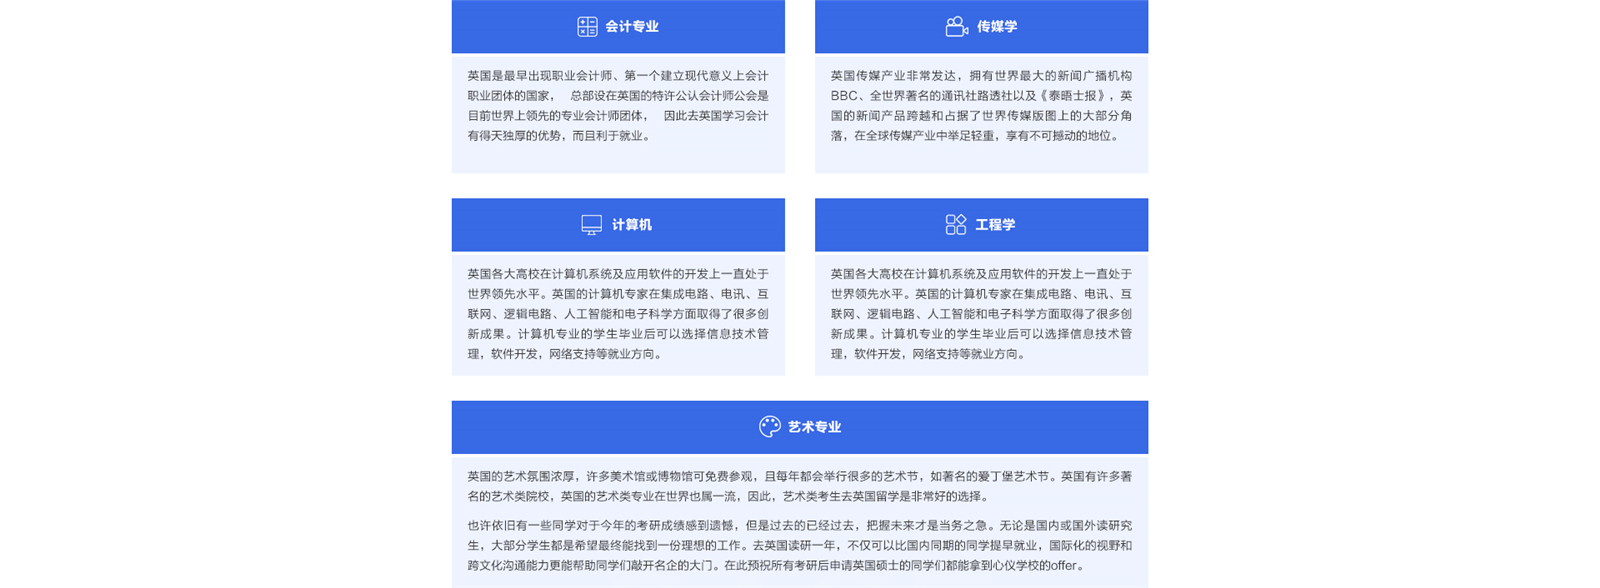 会计专业
英国是最早出现职业会计师、第一个建立现代意义上会计
职业团体的国家， 总部设在英国的特许公认会计师公会是
目前世界上领先的专业会计师团体， 因此去英国学习会计
有得天独厚的优势，而且利于就业。
传媒学
英国传媒产业非常发达，拥有世界最大的新闻广播机构
BBC、全世界著名的通讯社路透社以及《泰晤士报》，英
国的新闻产品跨越和占据了世界传媒版图上的大部分角
落，在全球传媒产业中举足轻重，享有不可撼动的地位。
计算机
英国各大高校在计算机系统及应用软件的开发上一直处于
世界领先水平。英国的计算机专家在集成电路、电讯、互
联网、逻辑电路、人工智能和电子科学方面取得了很多创
新成果。计算机专业的学生毕业后可以选择信息技术管
理，软件开发，网络支持等就业方向。
工程学
英国各大高校在计算机系统及应用软件的开发上一直处于
世界领先水平。英国的计算机专家在集成电路、电讯、互
联网、逻辑电路、人工智能和电子科学方面取得了很多创
新成果。计算机专业的学生毕业后可以选择信息技术管
理，软件开发，网络支持等就业方向。
艺术专业
英国的艺术氛围浓厚，许多美术馆或博物馆可免费参观，且每年都会举行很多的艺术节，如著名的爱丁堡艺术节。英国有许多著
名的艺术类院校，英国的艺术类专业在世界也属一流，因此，艺术类考生去英国留学是非常好的选择。
也许依旧有一些同学对于今年的考研成绩感到遗憾，但是过去的已经过去，把握未来才是当务之急。无论是国内或国外读研究
生，大部分学生都是希望最终能找到一份理想的工作。去英国读研一年，不仅可以比国内同期的同学提早就业，国际化的视野和
跨文化沟通能力更能帮助同学们敲开名企的大门。在此预祝所有考研后申请英国硕士的同学们都能拿到心仪学校的offer。